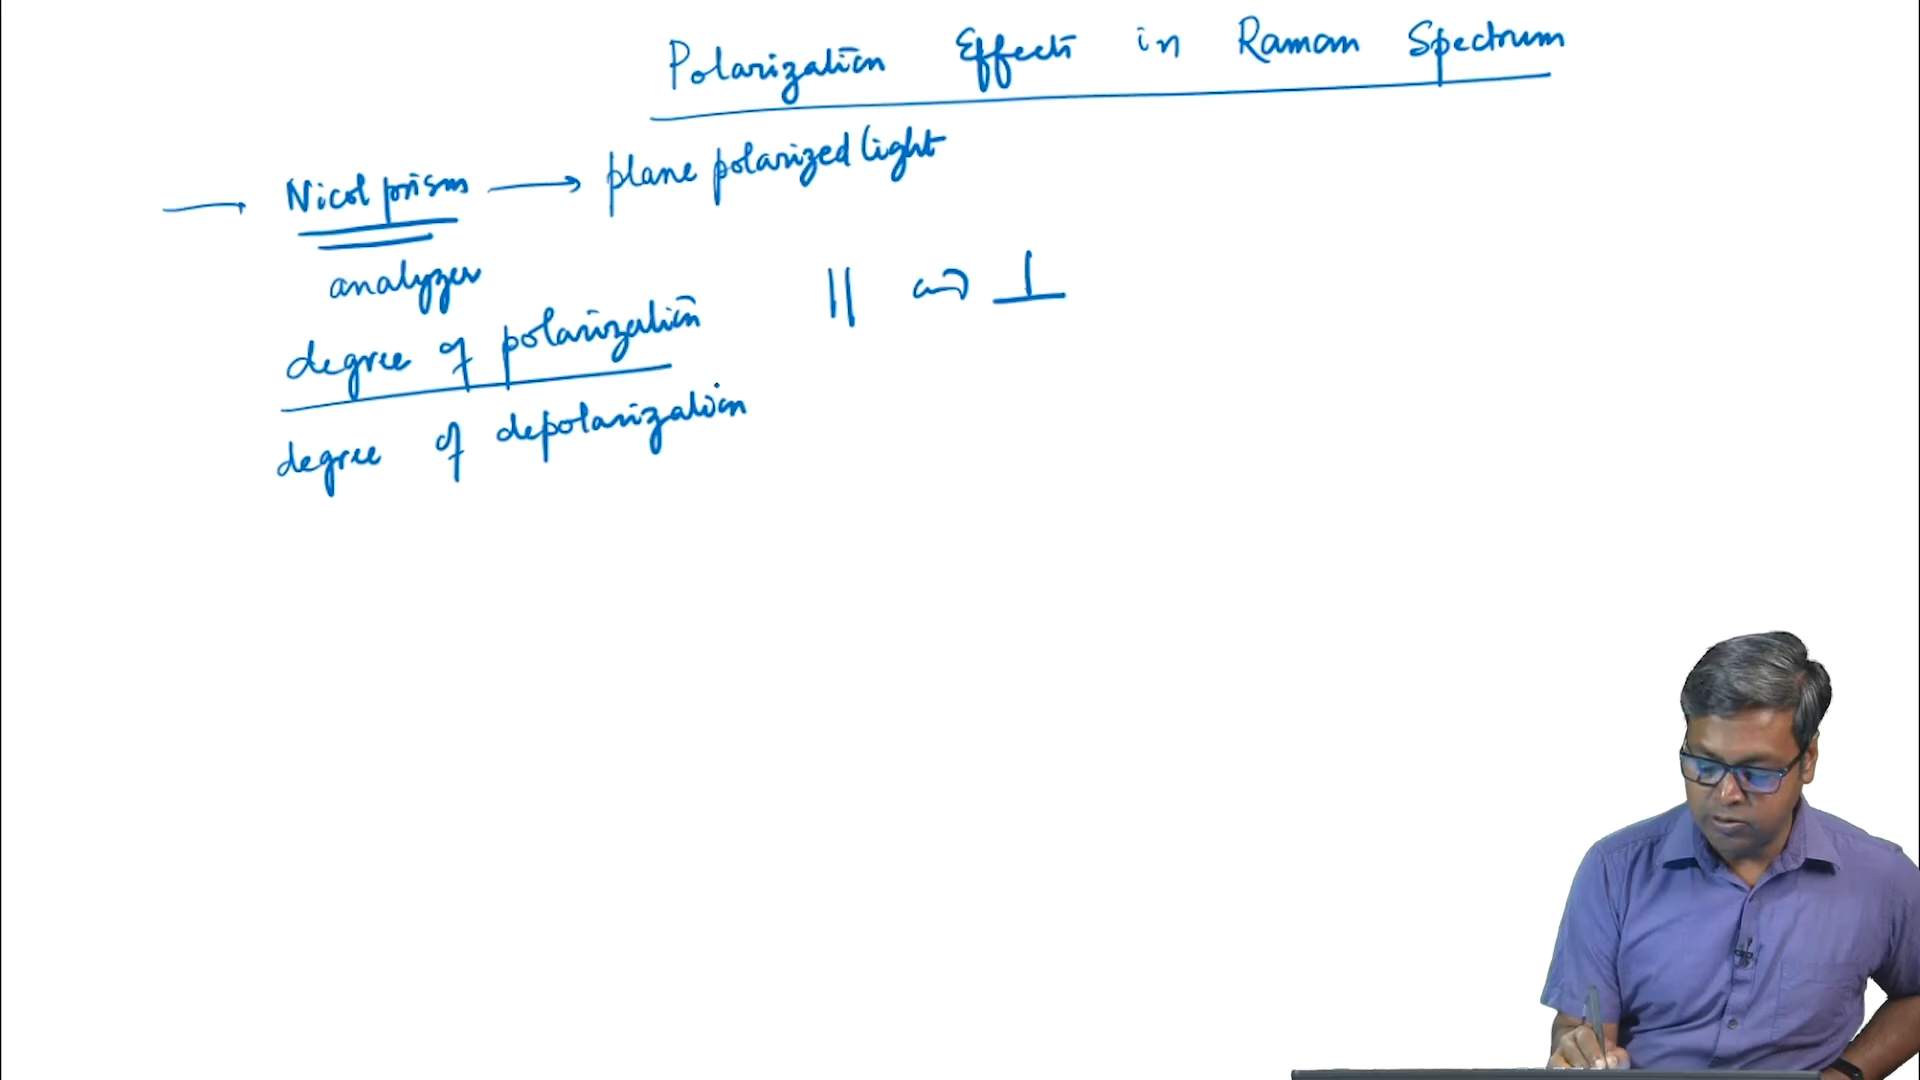 Polarization Effects in Raman Spectrum
→ Nicol prism → plane polarized light
analyzer
|| and ⊥
degree of polarization
degree of depolarization